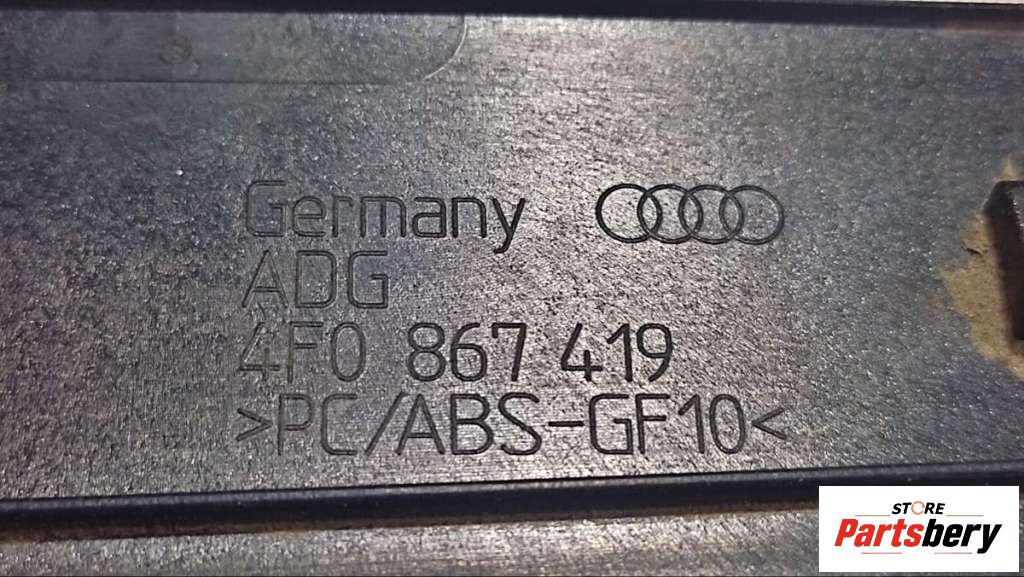 Germany
ADG
4F0 867 419
>PC/ABS-GF10<
STORE
Partsbery